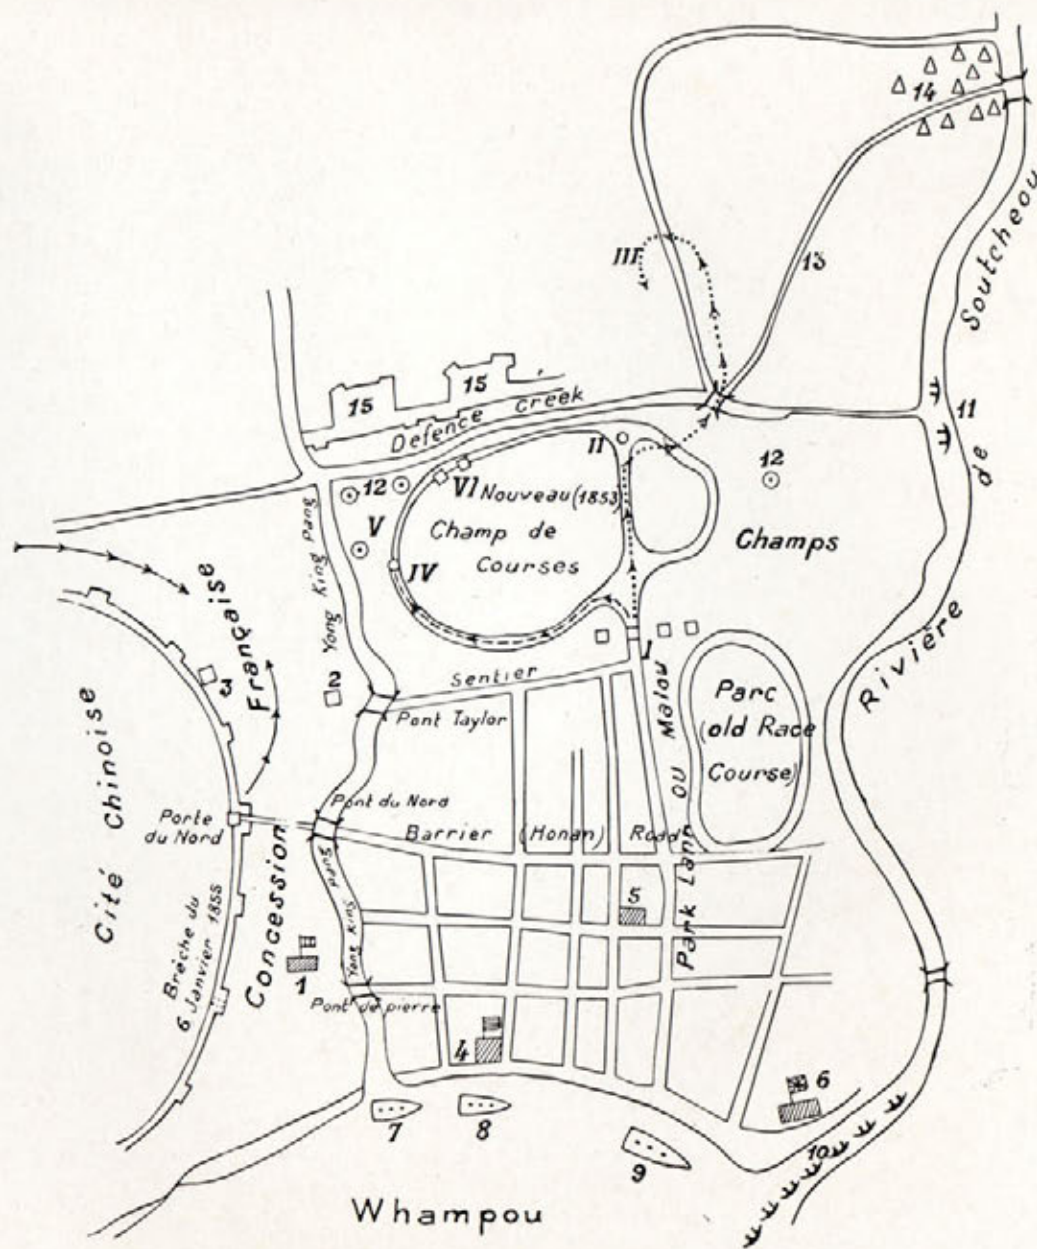 14
Soutcheou
III
13
15
15
Defence Creek
11
de
II
12
12
VI Nouveau (1853)
Champ de
Courses
V
IV
Champs
Yong King Pang
Française
Rivière
I
3
2
Sentier
Pont Taylor
Park Lane OU Malou
Parc
(old Race
Course)
Cité Chinoise
Porte
du Nord
Pont du Nord
Barrier (Honan) Road
Concession
Yong King Pang
5
Brèche du
6 Janvier 1855
1
Pont de pierre
4
6
7
8
9
10
Whampou